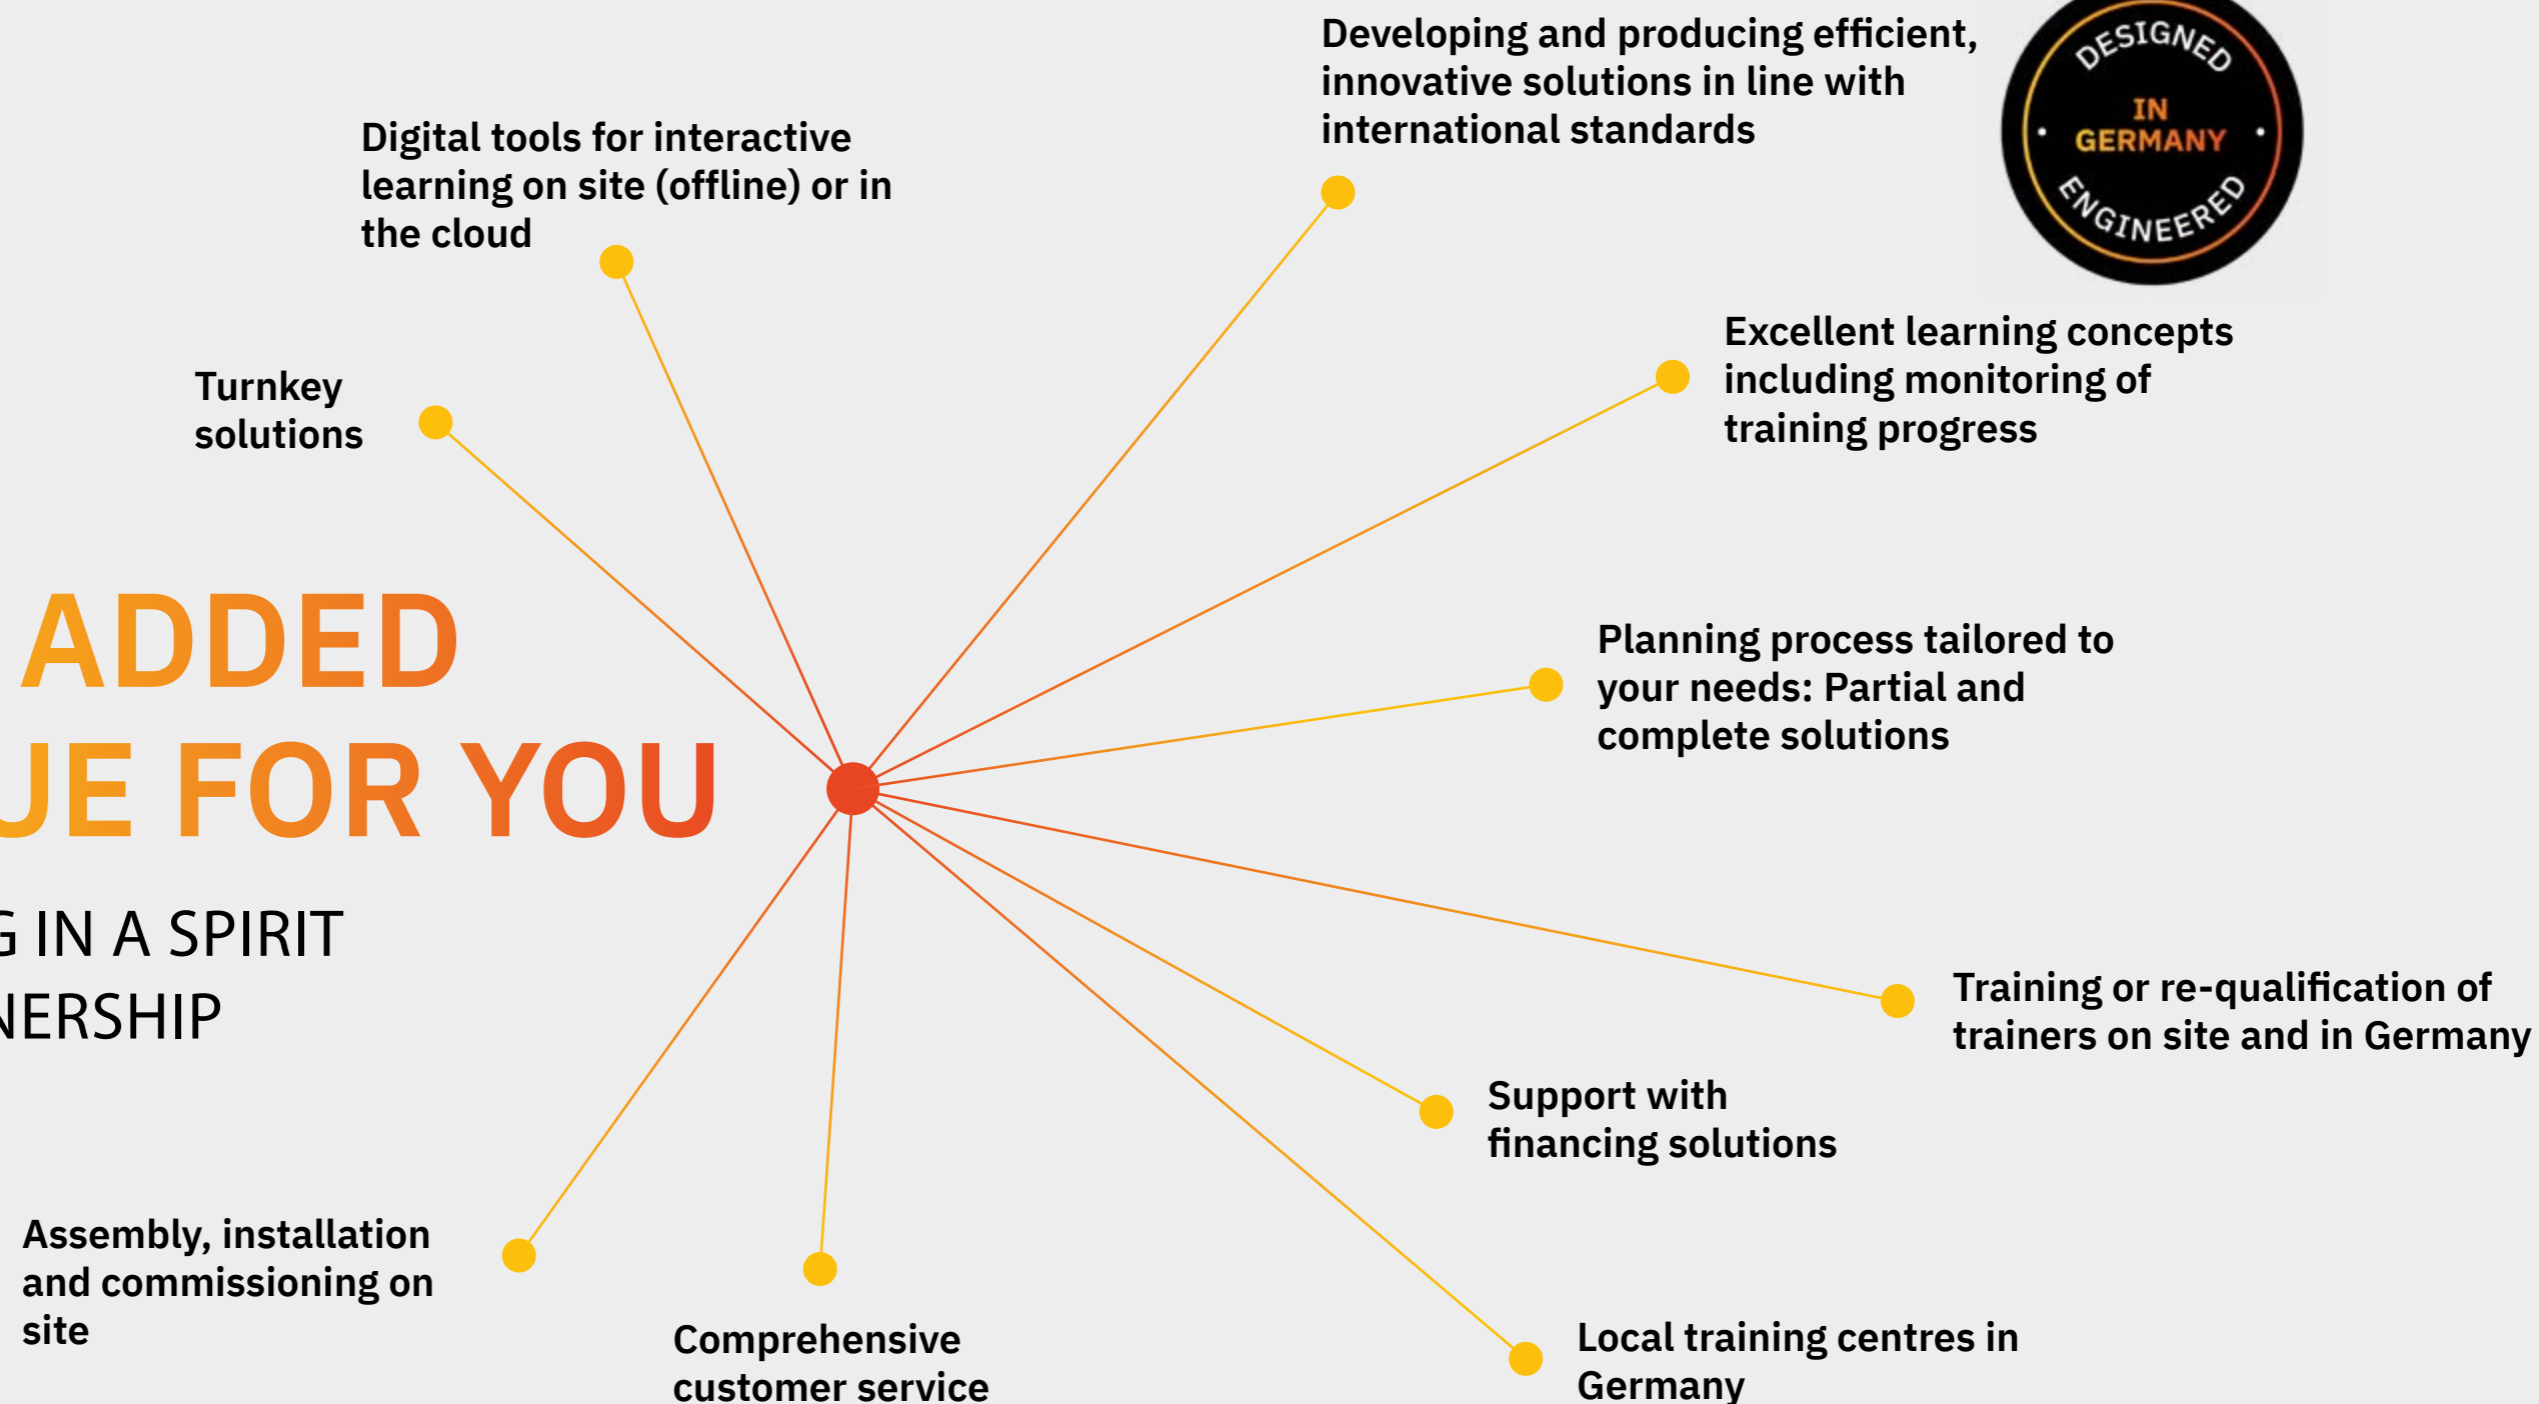 Developing and producing efficient,
innovative solutions in line with
international standards
DESIGNED
IN
GERMANY
ENGINEERED
Digital tools for interactive
learning on site (offline) or in
the cloud
Excellent learning concepts
including monitoring of
training progress
Turnkey
solutions
ADDED
FOR YOU
Planning process tailored to
your needs: Partial and
complete solutions
IN A SPIRIT
Training or re-qualification of
trainers on site and in Germany
Support with
financing solutions
Assembly, installation
and commissioning on
site
Comprehensive
customer service
Local training centres in
Germany